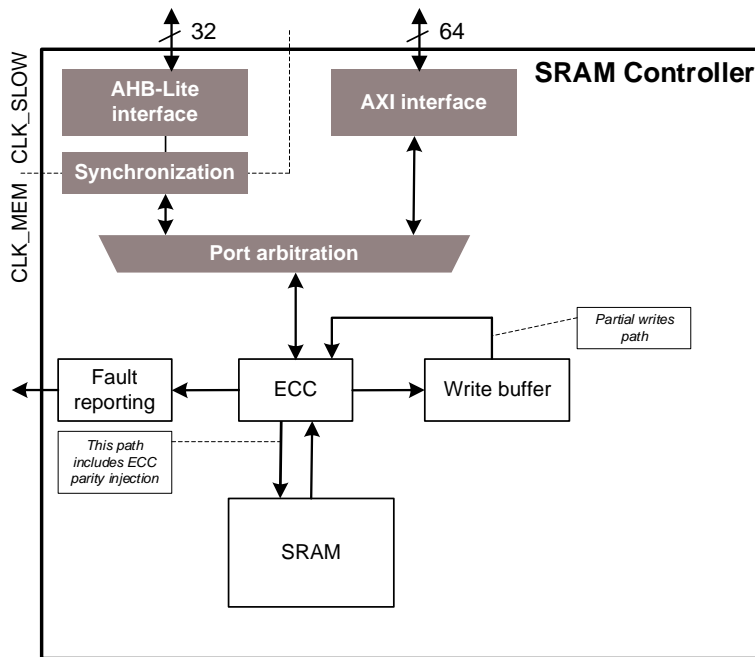 32
64
SRAM Controller
CLK_SLOW
AHB-Lite
interface
AXI interface
Synchronization
CLK_MEM
Port arbitration
Partial writes
path
Fault
reporting
ECC
Write buffer
This path
includes ECC
parity injection
SRAM